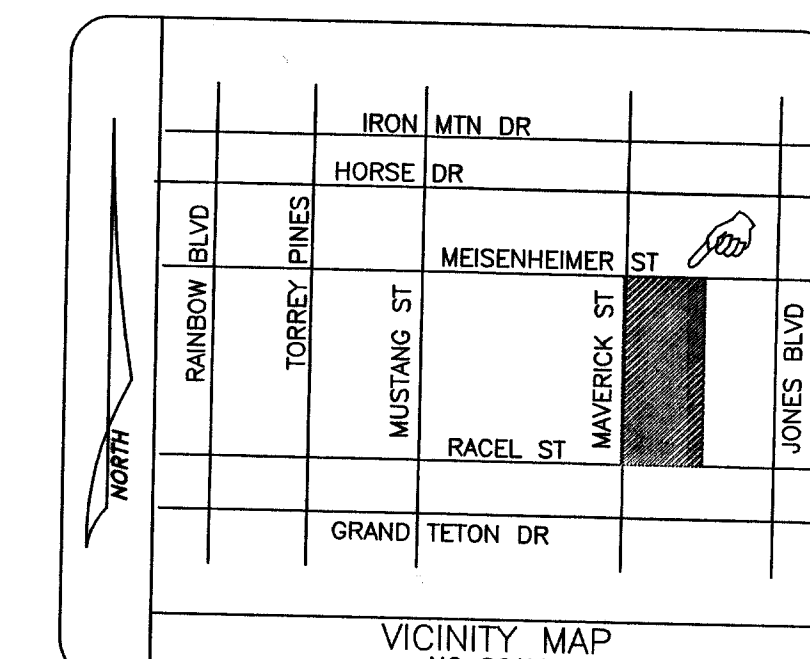 IRON MTN DR
HORSE DR
MEISENHEIMER ST
RAINBOW BLVD
TORREY PINES
MUSTANG ST
MAVERICK ST
JONES BLVD
RACEL ST
GRAND TETON DR
NORTH
VICINITY MAP